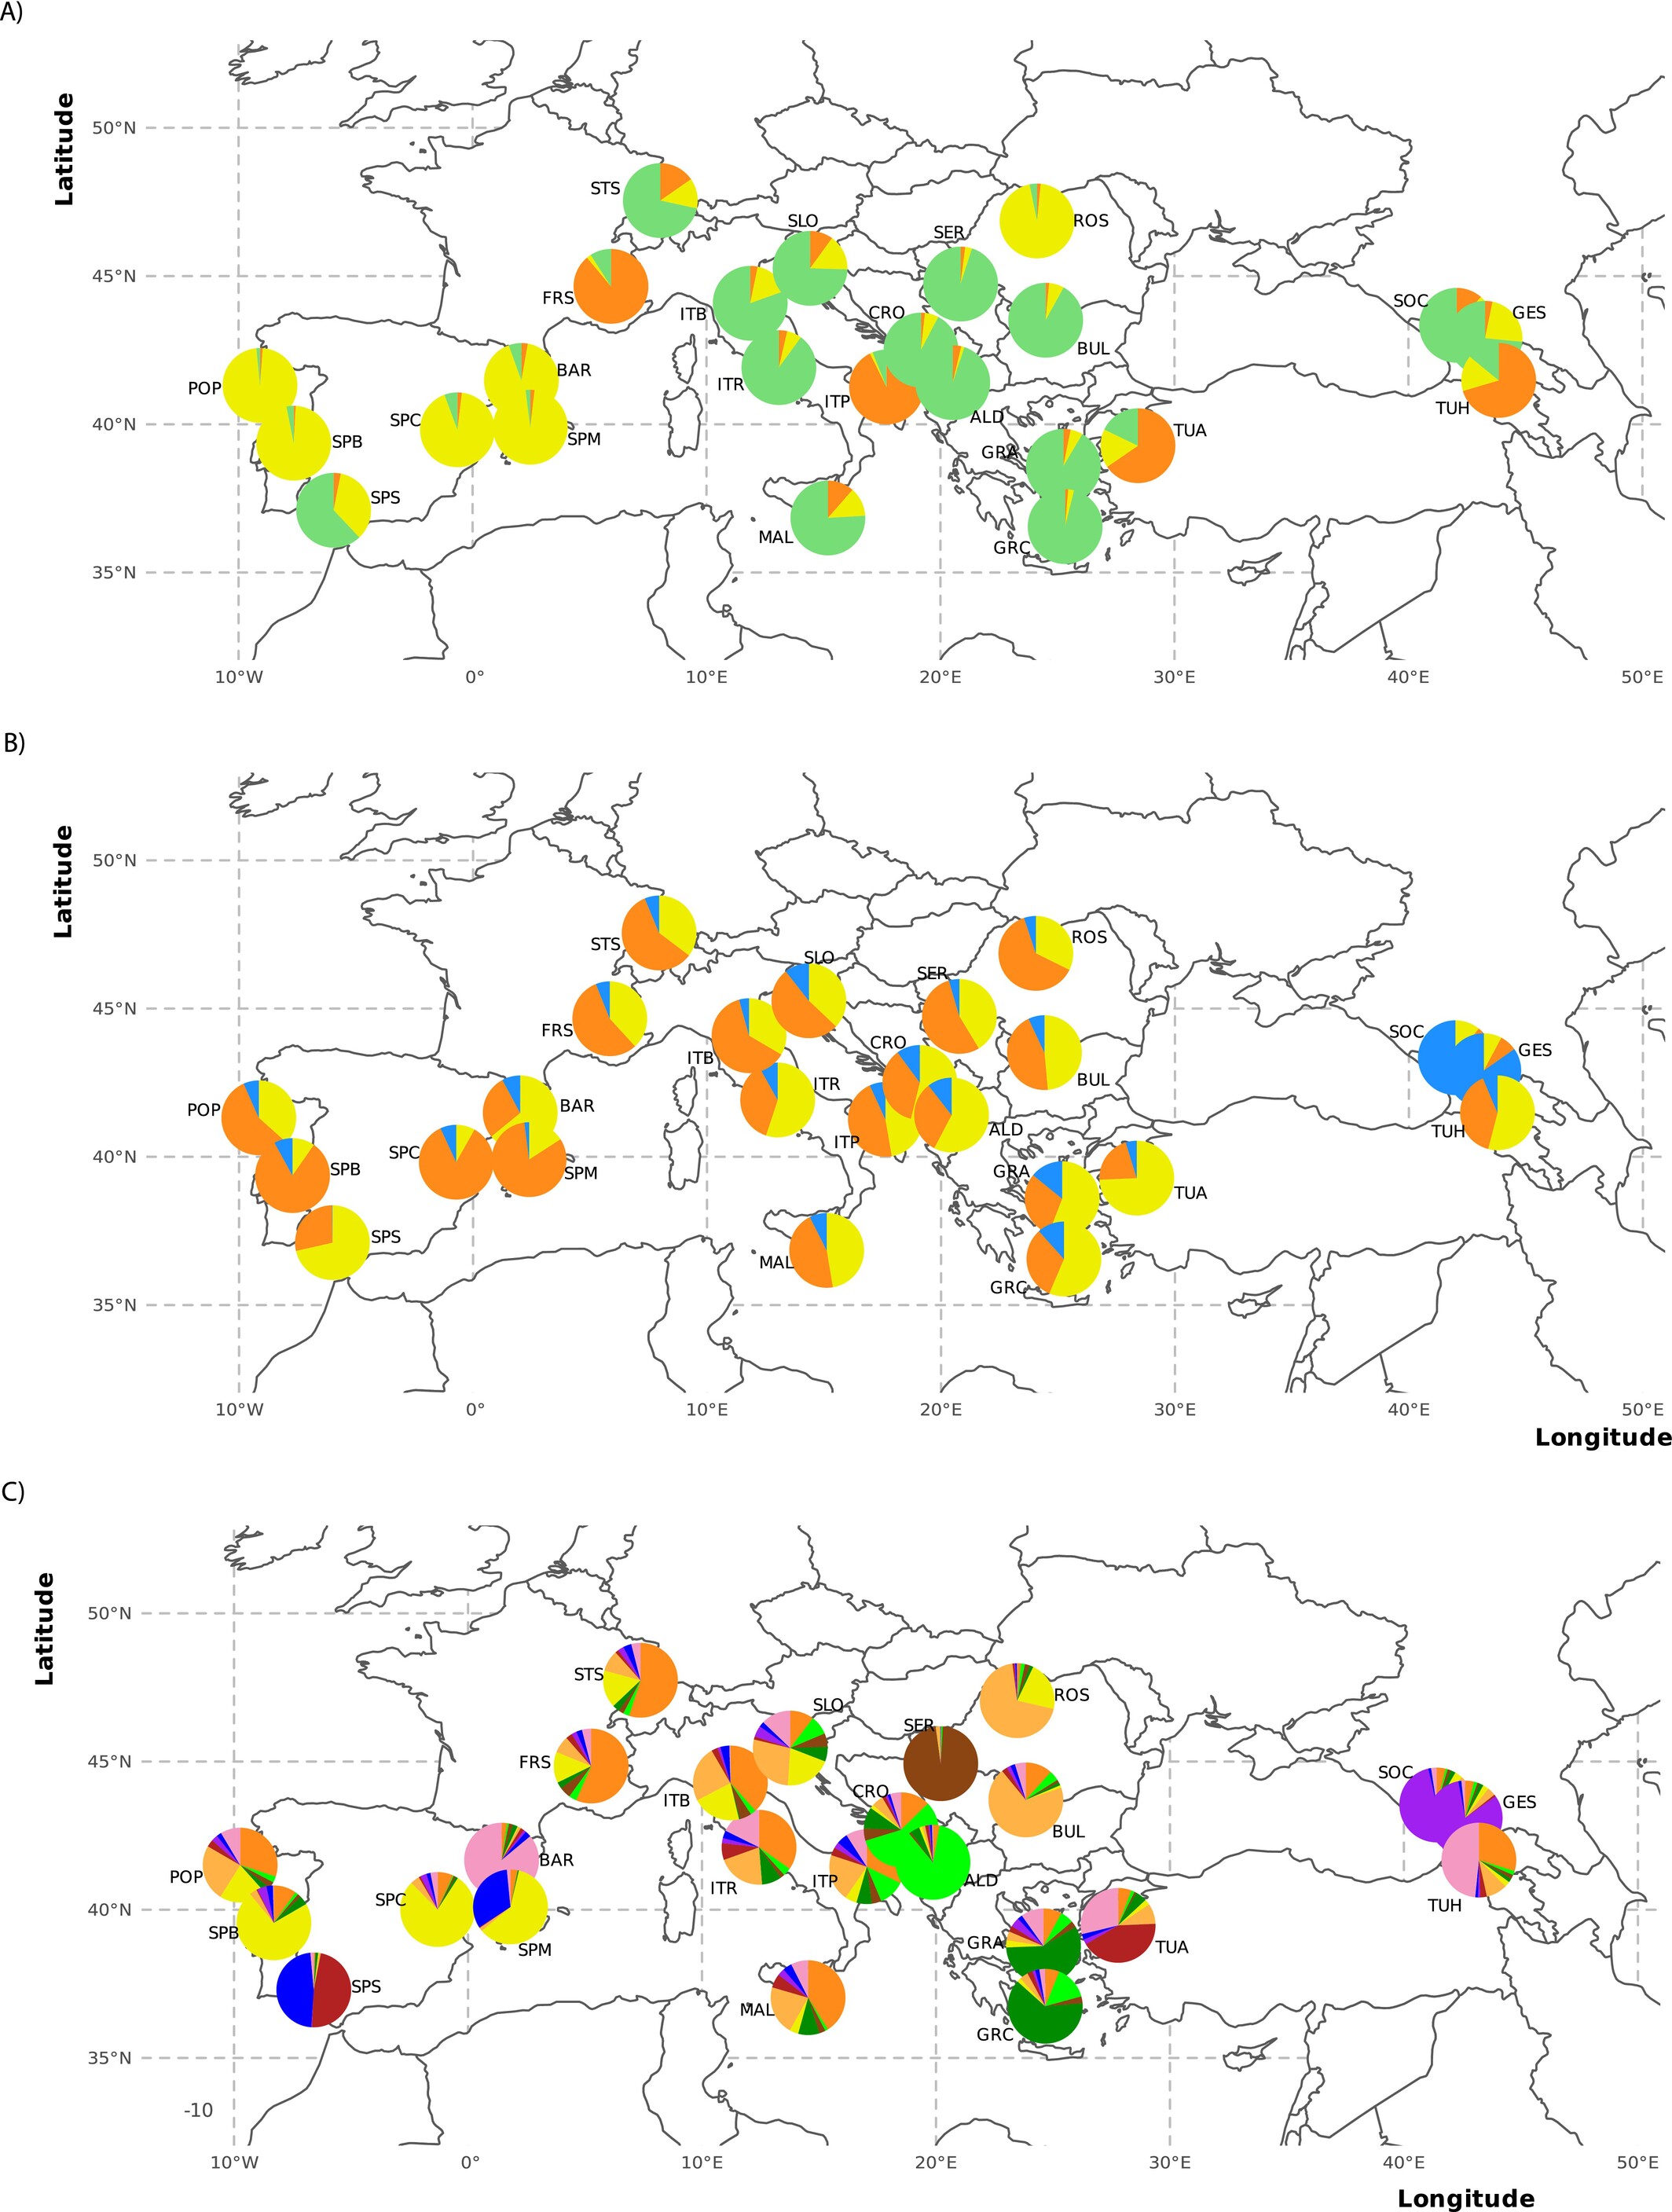 A)
Latitude
50°N
STS
SLO
SER
ROS
45°N
FRS
ITB
CRO
BUL
SOC
GES
POP
BAR
ITR
ITP
ALD
TUH
40°N
SPB
SPC
SPM
GRA
TUA
SPS
MAL
GRC
35°N
10°W 0° 10°E 20°E 30°E 40°E 50°E
B)
Latitude
50°N
STS
SLO
SER
ROS
45°N
FRS
ITB
CRO
BUL
SOC
GES
POP
BAR
ITR
ITP
ALD
TUH
40°N
SPB
SPC
SPM
GRA
TUA
SPS
MAL
GRC
35°N
10°W 0° 10°E 20°E 30°E 40°E 50°E
Longitude
C)
Latitude
50°N
STS
SLO
SER
ROS
45°N
FRS
ITB
CRO
BUL
SOC
GES
POP
BAR
ITR
ITP
ALD
TUH
40°N
SPB
SPC
SPM
GRA
TUA
SPS
MAL
GRC
35°N
-10
10°W 0° 10°E 20°E 30°E 40°E 50°E
Longitude